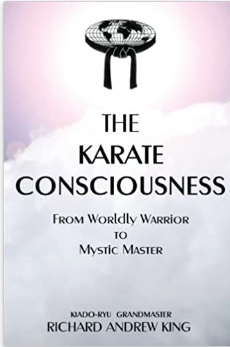 THE
KARATE
CONSCIOUSNESS
FROM WORLDLY WARRIOR
TO
MYSTIC MASTER
KIADO-RYU GRANDMASTER
RICHARD ANDREW KING